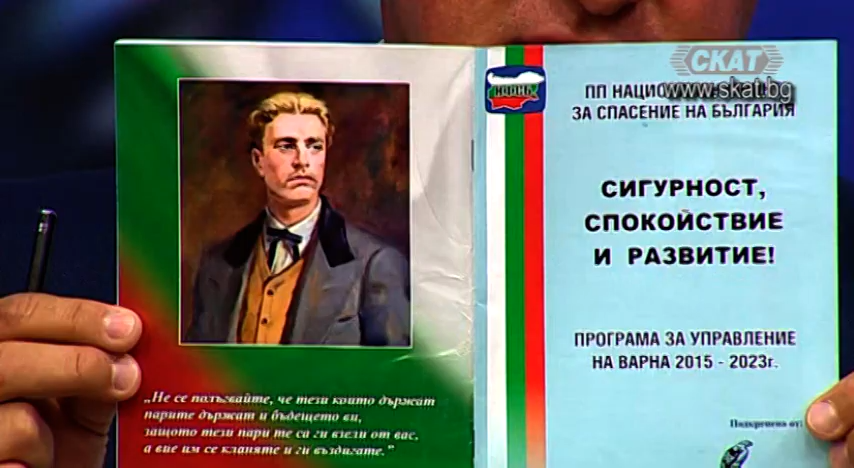 СКАТ
www.skat.bg
„Не се полъгвайте, че тези които държат
парите държат и бъдещето ви,
защото тези пари те са ги взели от вас,
а вие им се кланяте и ги въздигате.”
ПП
ЗА СПАСЕНИЕ НА БЪЛГАРИЯ
СИГУРНОСТ,
СПОКОЙСТВИЕ
И РАЗВИТИЕ!
ПРОГРАМА ЗА УПРАВЛЕНИЕ
НА ВАРНА 2015 - 2023г.
Подкрепена от: